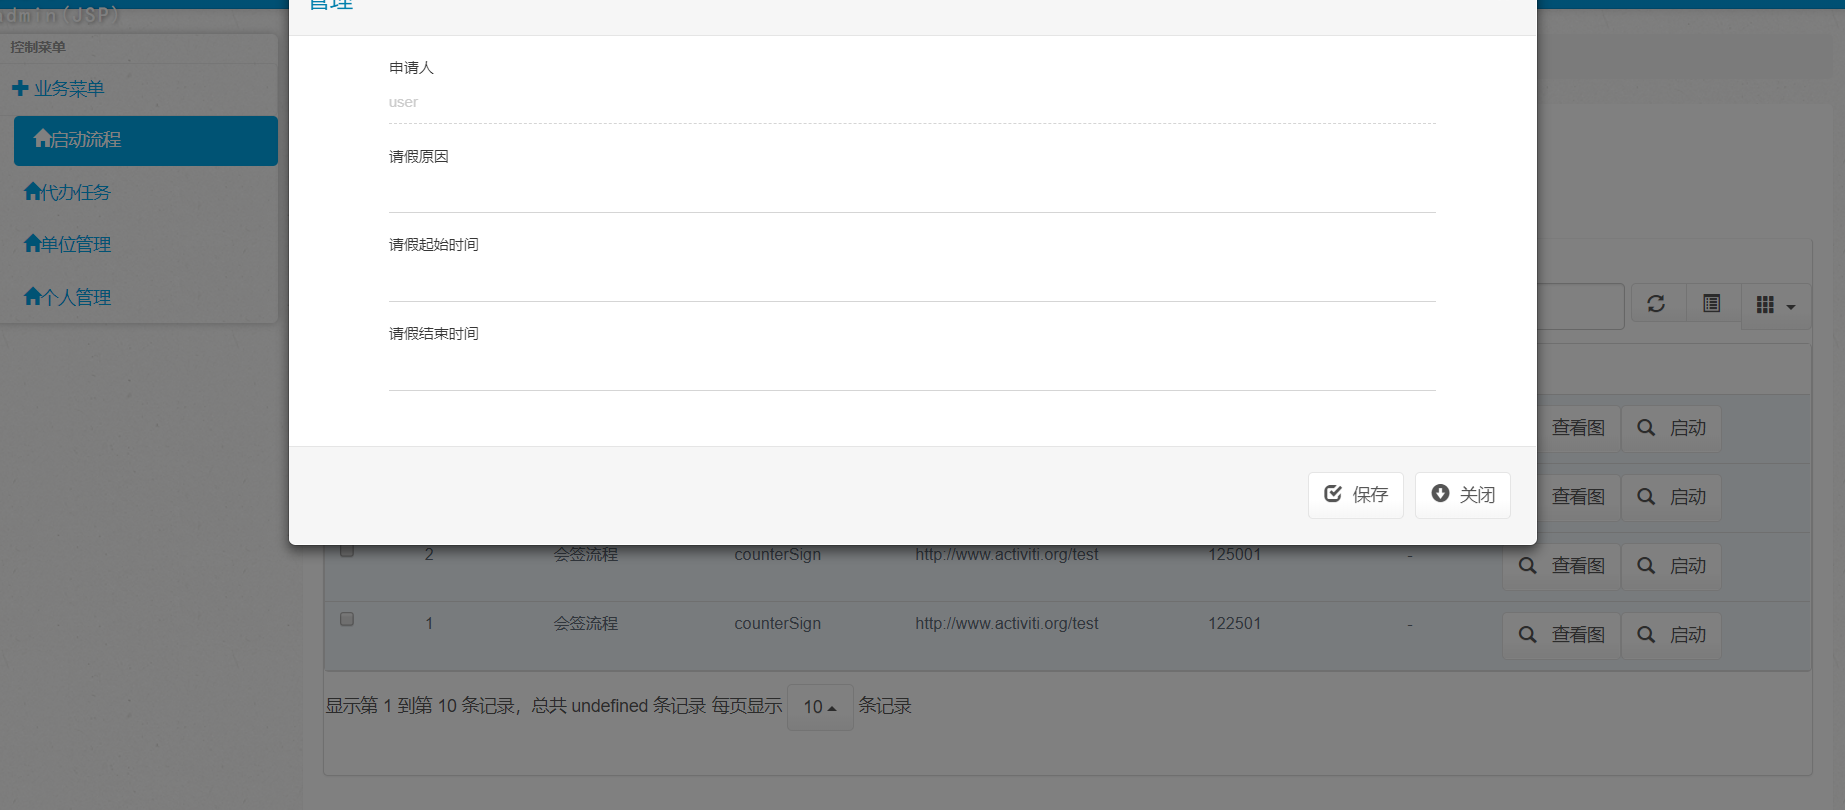 Admin(JSP)
管理
控制菜单
业务菜单
启动流程
代办任务
单位管理
个人管理
申请人
user
请假原因
请假起始时间
请假结束时间
保存 关闭
查看图 启动
查看图 启动
2 会签流程 counterSign http://www.activiti.org/test 125001 - 查看图 启动
1 会签流程 counterSign http://www.activiti.org/test 122501 - 查看图 启动
显示第 1 到第 10 条记录，总共 undefined 条记录 每页显示 10 条记录